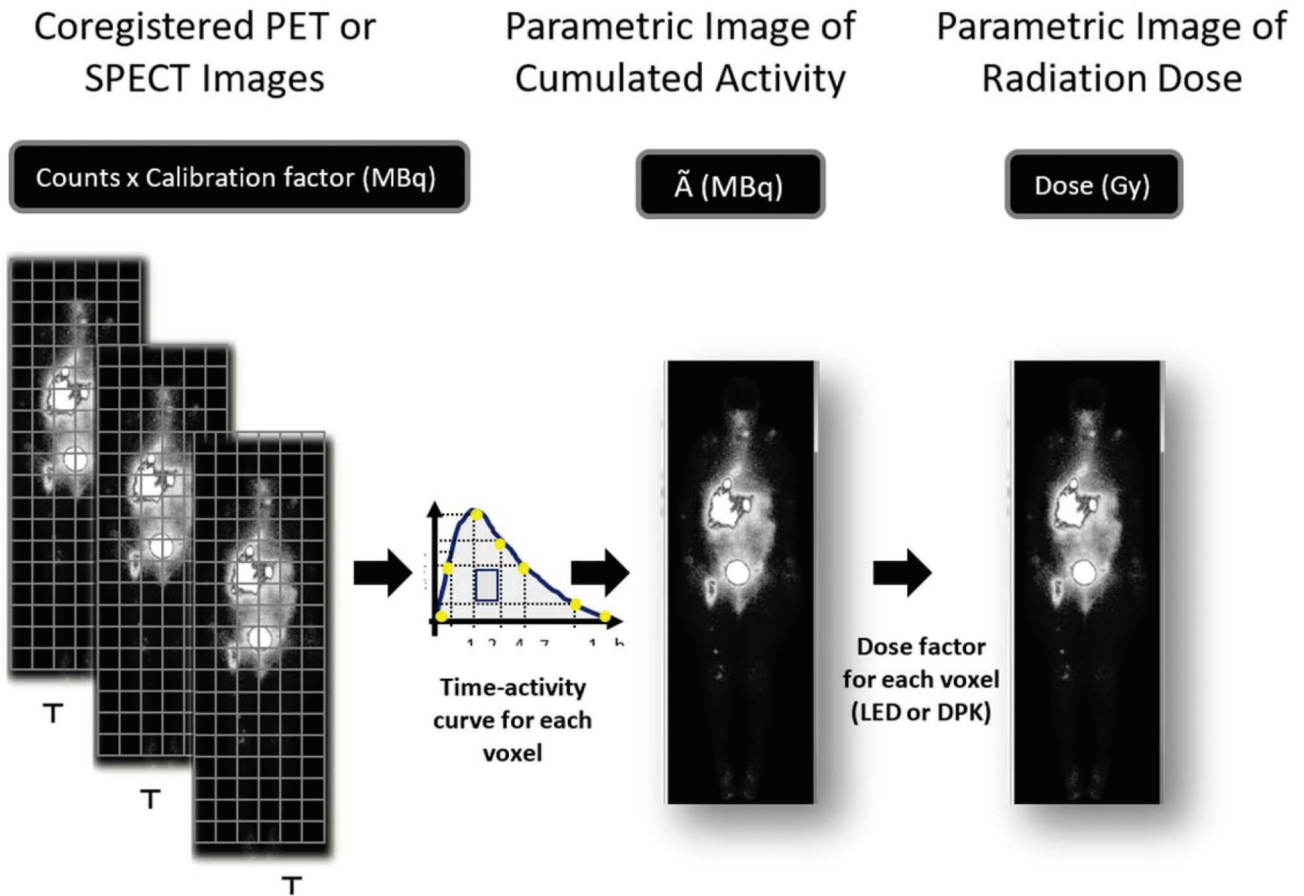 Coregistered PET or
SPECT Images
Parametric Image of
Cumulated Activity
Parametric Image of
Radiation Dose
Counts x Calibration factor (MBq)
Ã (MBq)
Dose (Gy)
Time-activity
curve for each
voxel
Dose factor
for each voxel
(LED or DPK)
T
T
T